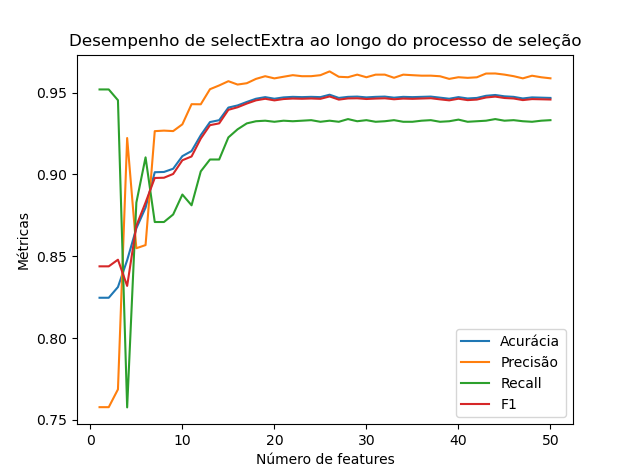 Desempenho de selectExtra ao longo do processo de seleção
0.95
0.90
0.85
0.80
0.75
Métricas
0
10
20
30
40
50
Número de features
Acurácia
Precisão
Recall
F1